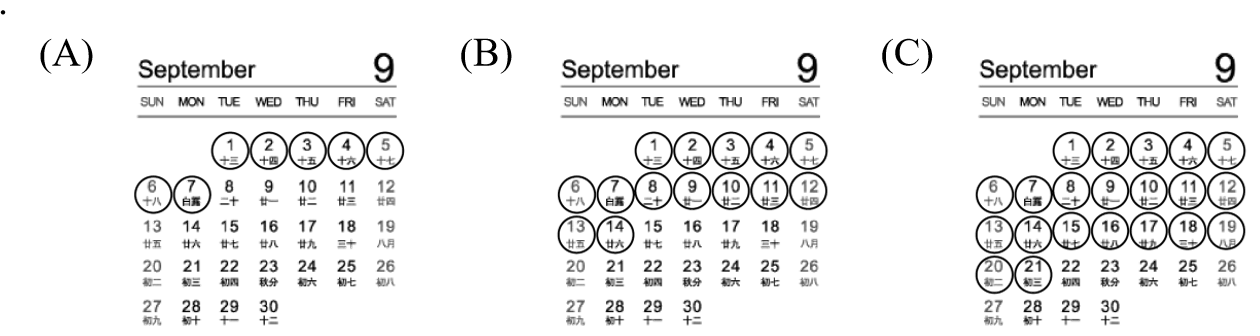 .
(A)
September 9
SUN MON TUE WED THU FRI SAT
1 2 3 4 5
十三 十四 十五 十六 十七
6 7 8 9 10 11 12
十八 白露 二十 廿一 廿二 廿三 廿四
13 14 15 16 17 18 19
廿五 廿六 廿七 廿八 廿九 三十 八月
20 21 22 23 24 25 26
初二 初三 初四 秋分 初六 初七 初八
27 28 29 30
初九 初十 十一 十二
(B)
September 9
SUN MON TUE WED THU FRI SAT
1 2 3 4 5
十三 十四 十五 十六 十七
6 7 8 9 10 11 12
十八 白露 二十 廿一 廿二 廿三 廿四
13 14 15 16 17 18 19
廿五 廿六 廿七 廿八 廿九 三十 八月
20 21 22 23 24 25 26
初二 初三 初四 秋分 初六 初七 初八
27 28 29 30
初九 初十 十一 十二
(C)
September 9
SUN MON TUE WED THU FRI SAT
1 2 3 4 5
十三 十四 十五 十六 十七
6 7 8 9 10 11 12
十八 白露 二十 廿一 廿二 廿三 廿四
13 14 15 16 17 18 19
廿五 廿六 廿七 廿八 廿九 三十 八月
20 21 22 23 24 25 26
初二 初三 初四 秋分 初六 初七 初八
27 28 29 30
初九 初十 十一 十二